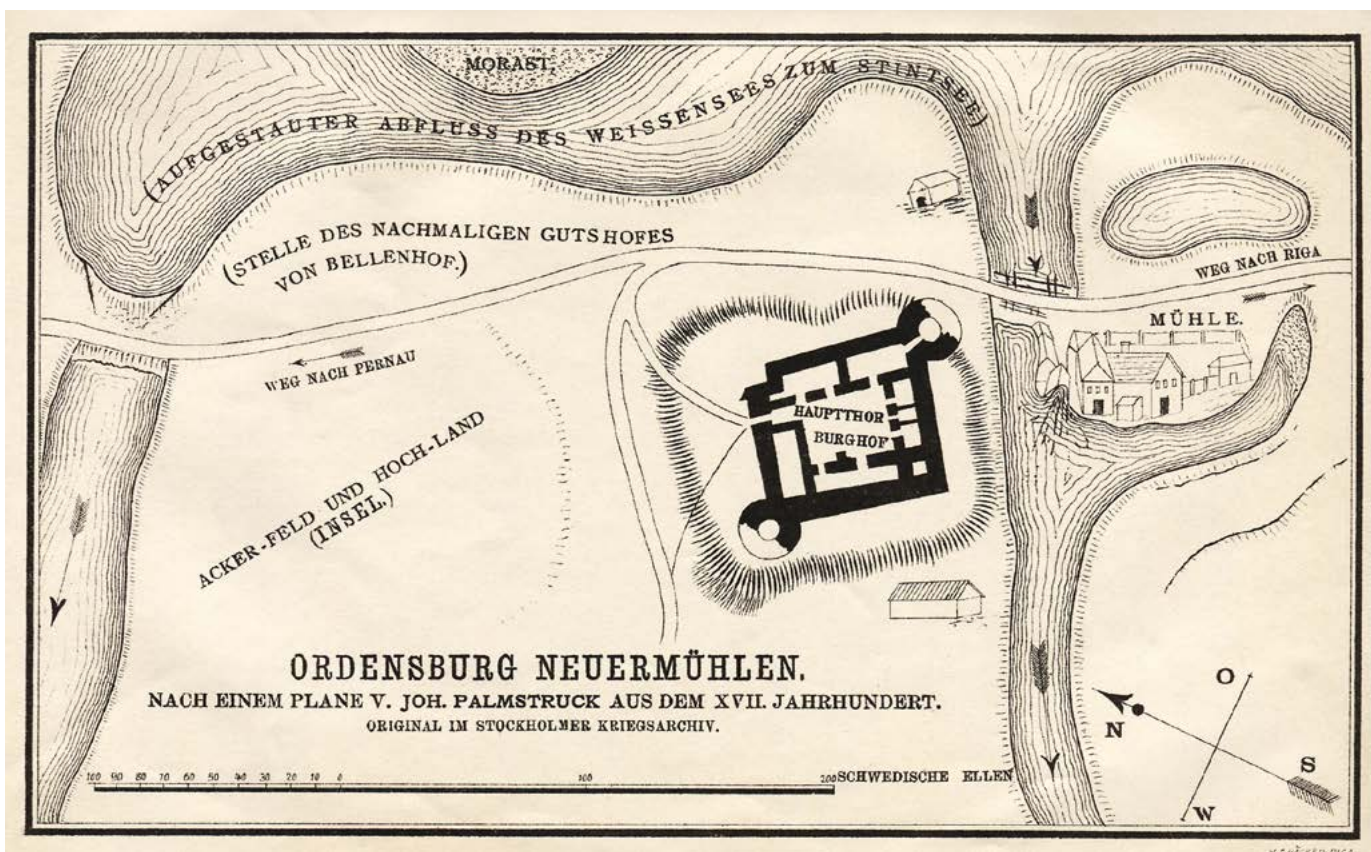 MORAST.
(AUFGESTAUTER ABFLUSS DES WEISSENSEES ZUM STINTSEE)
(STELLE DES NACHMALIGEN GUTSHOFES
VON BELLENHOF.)
WEG NACH RIGA
MÜHLE.
WEG NACH PERNAU
HAUPTTHOR
BURGHOF
ACKER-FELD UND HOCH-LAND
(INSEL.)
ORDENSBURG NEUERMÜHLEN.
NACH EINEM PLANE V. JOH. PALMSTRUCK AUS DEM XVII. JAHRHUNDERT.
ORIGINAL IM STOCKHOLMER KRIEGSARCHIV.
100 90 80 70 60 50 40 30 20 10 0 100 200 SCHWEDISCHE ELLEN
O
N
S
W